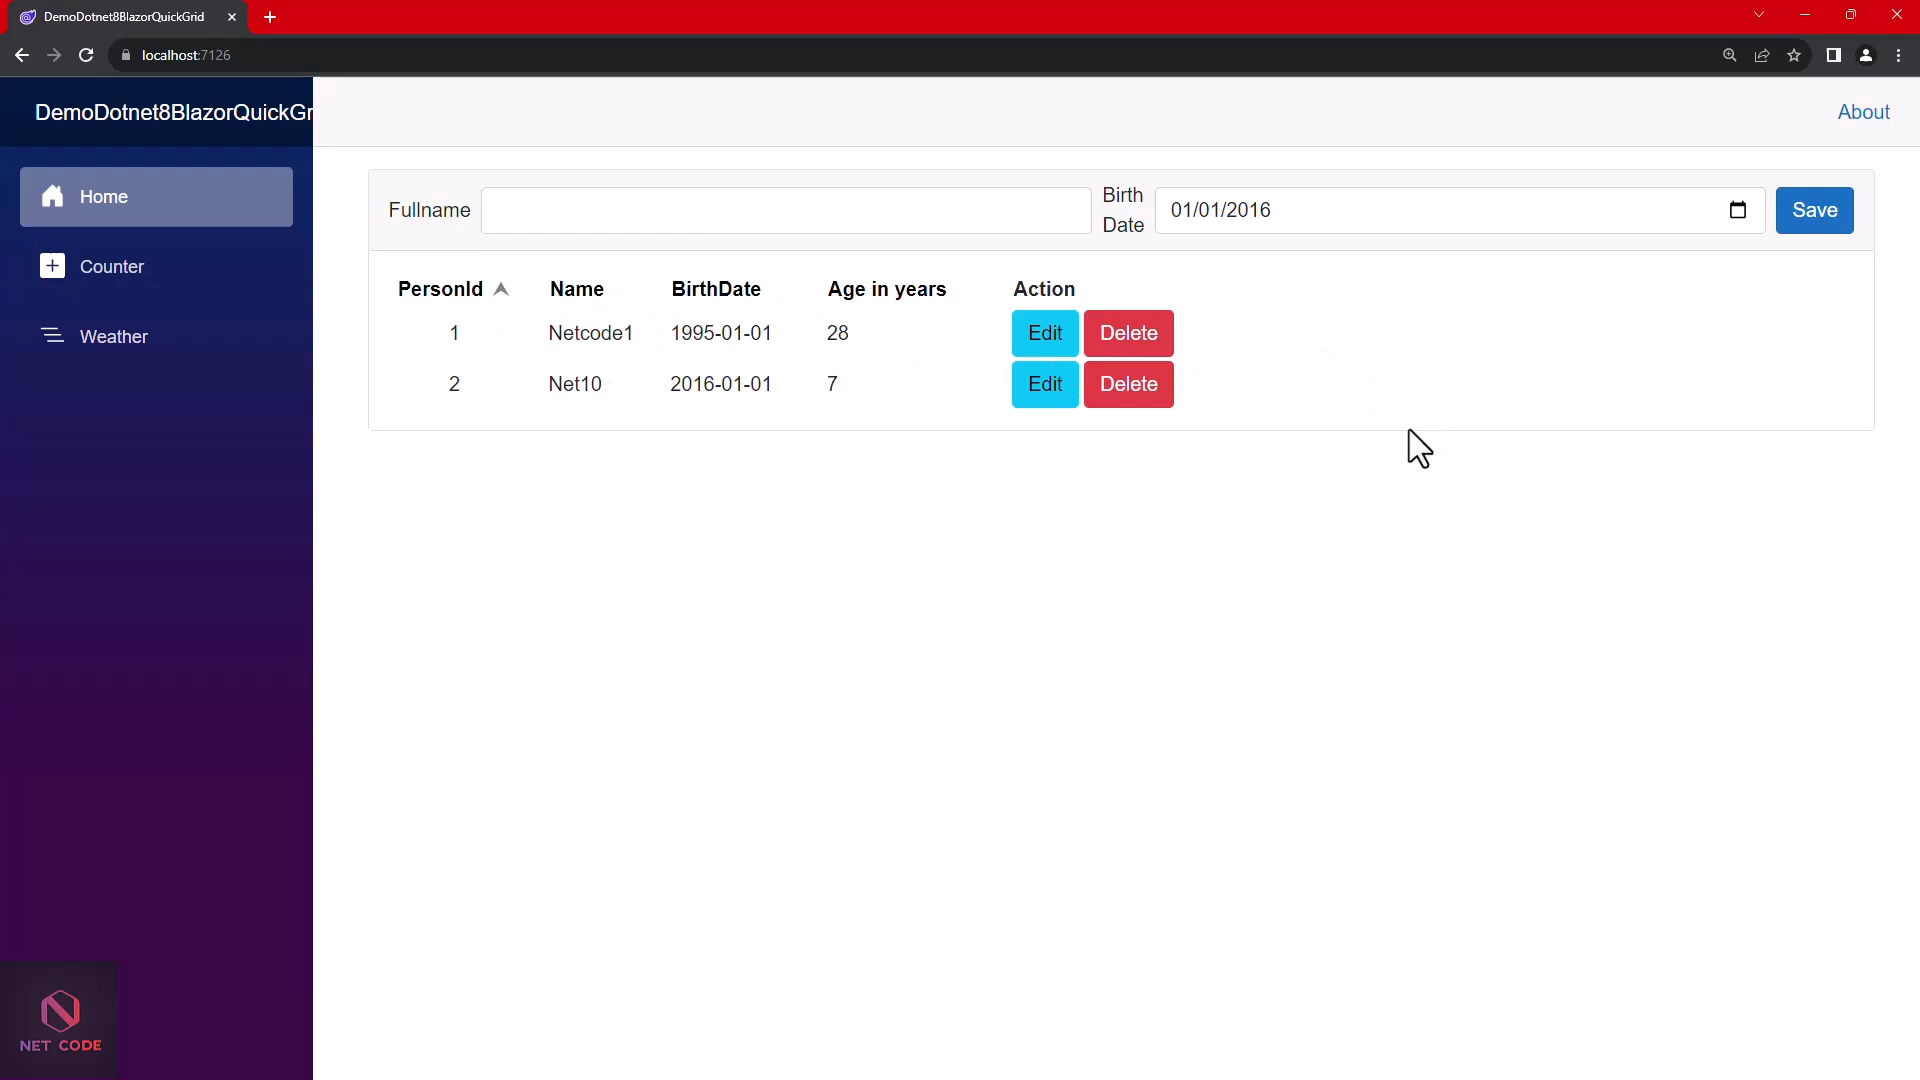 DemoDotnet8BlazorQuickGrid
localhost:7126
DemoDotnet8BlazorQuickGr
About
Home
Counter
Weather
Fullname
Birth
Date
01/01/2016
Save
PersonId Name BirthDate Age in years Action
1 Netcode1 1995-01-01 28 Edit Delete
2 Net10 2016-01-01 7 Edit Delete
NET CODE